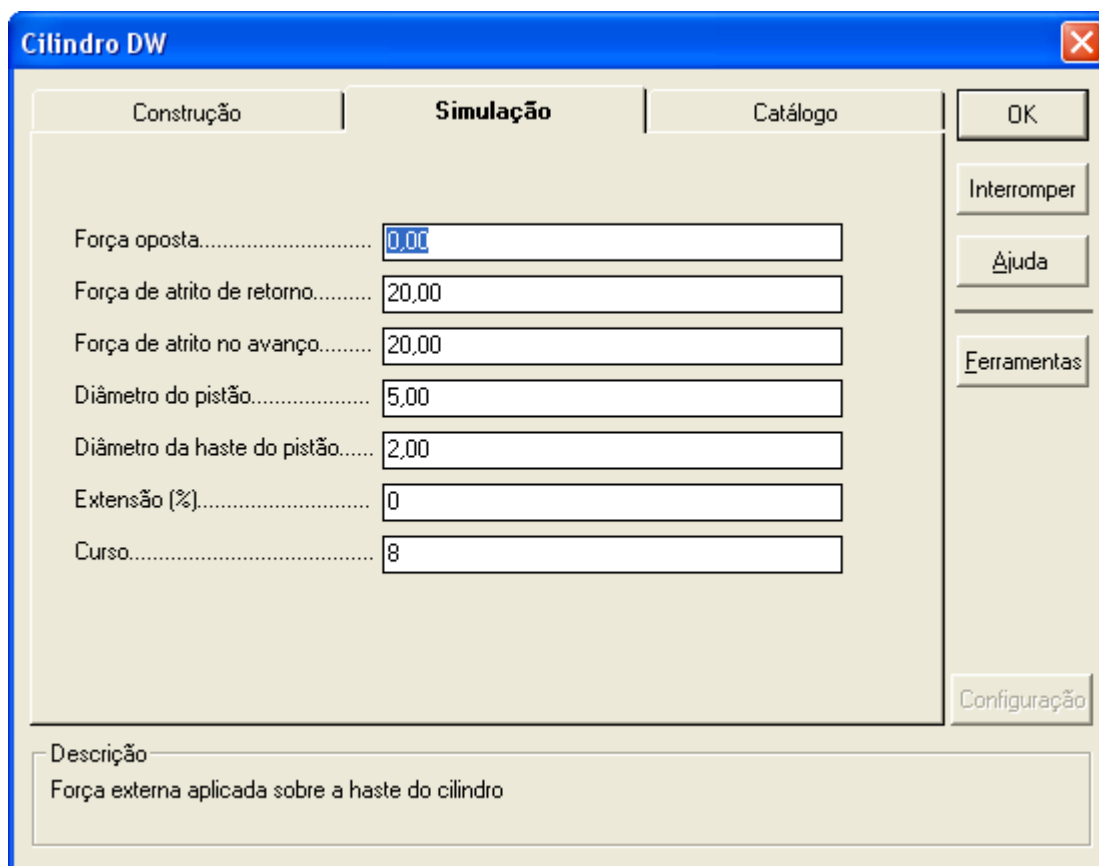 Cilindro DW
Construção Simulação Catálogo OK
Interromper
Força oposta............................. 0,00
Ajuda
Força de atrito de retorno.......... 20,00
Força de atrito no avanço......... 20,00
Ferramentas
Diâmetro do pistão.................... 5,00
Diâmetro da haste do pistão...... 2,00
Extensão (%)............................. 0
Curso......................................... 8
Configuração
Descrição
Força externa aplicada sobre a haste do cilindro